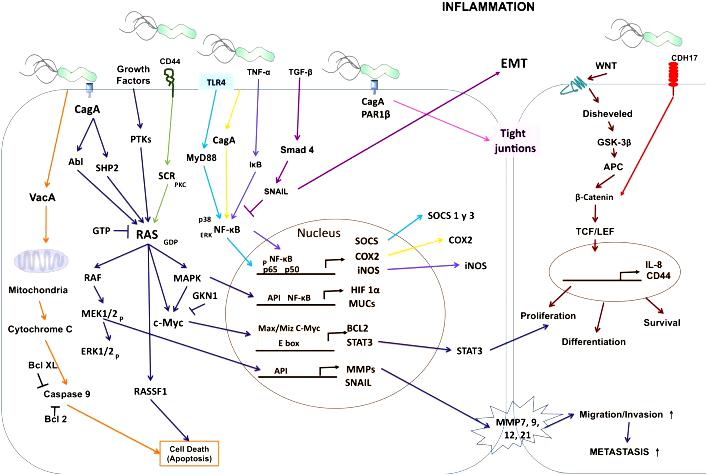 INFLAMMATION
CD44
CDH17
Growth
Factors
TLR4
TNF-α
TGF-β
EMT
WNT
CagA
CagA
PAR1β
Disheveled
PTKs
CagA
Tight
juntions
GSK-3β
MyD88
IκB
Smad 4
Abl
SHP2
APC
SCR
PKC
SNAIL
VacA
β-Catenin
p38
ERK
NF-κB
SOCS 1 y 3
GTP
RAS
GDP
Nucleus
TCF/LEF
SOCS
COX2
COX2
P NF-κB
p65 p50
iNOS
iNOS
IL-8
CD44
RAF
MAPK
Mitochondria
GKN1
API NF-κB
HIF 1α
MUCs
MEK1/2 P
c-Myc
Proliferation
Survival
Cytochrome C
Max/Miz C-Myc
E box
BCL2
STAT3
Differentiation
ERK1/2 P
STAT3
Bcl XL
API
MMPs
SNAIL
Caspase 9
RASSF1
Bcl 2
MMP7, 9,
12, 21
Migration/Invasion ↑
Cell Death
(Apoptosis)
METASTASIS ↑